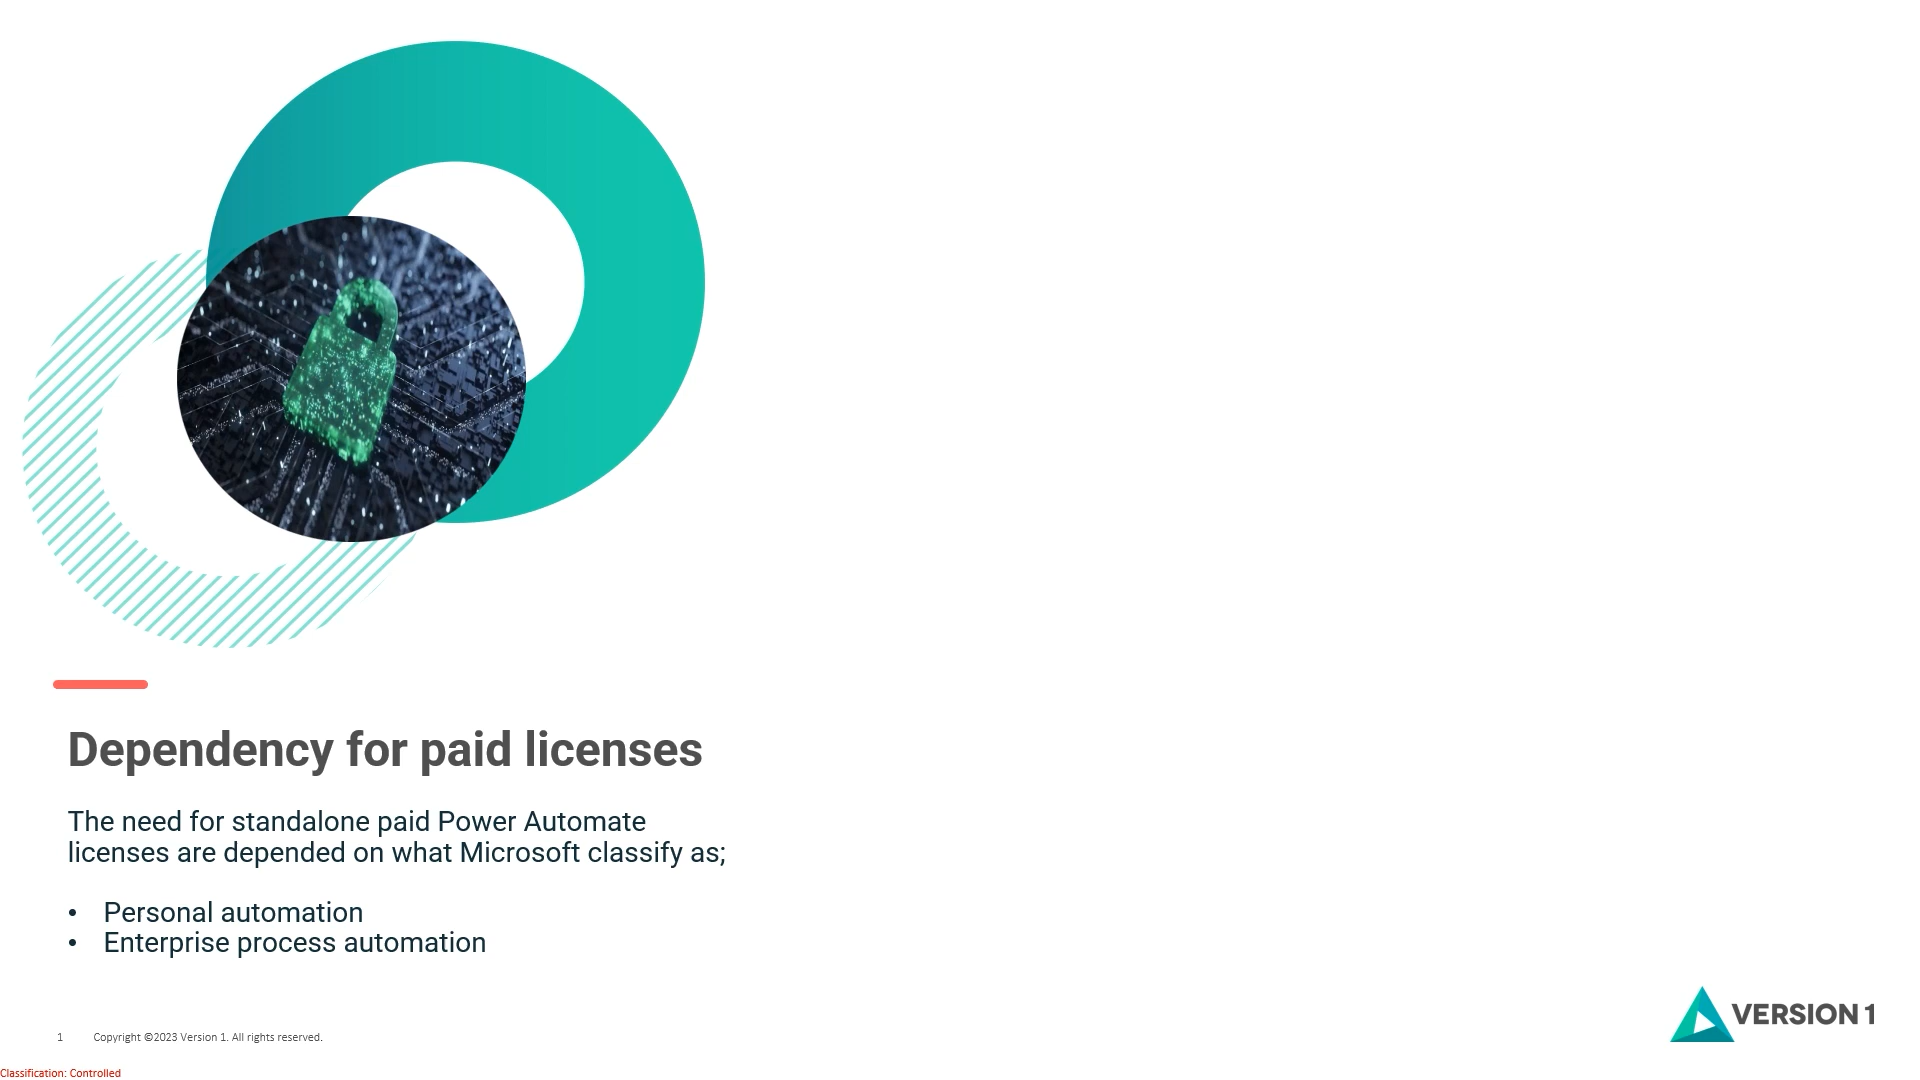 Dependency for paid licenses
The need for standalone paid Power Automate
licenses are depended on what Microsoft classify as;
• Personal automation
• Enterprise process automation
VERSION 1
1 Copyright ©2023 Version 1. All rights reserved.
Classification: Controlled